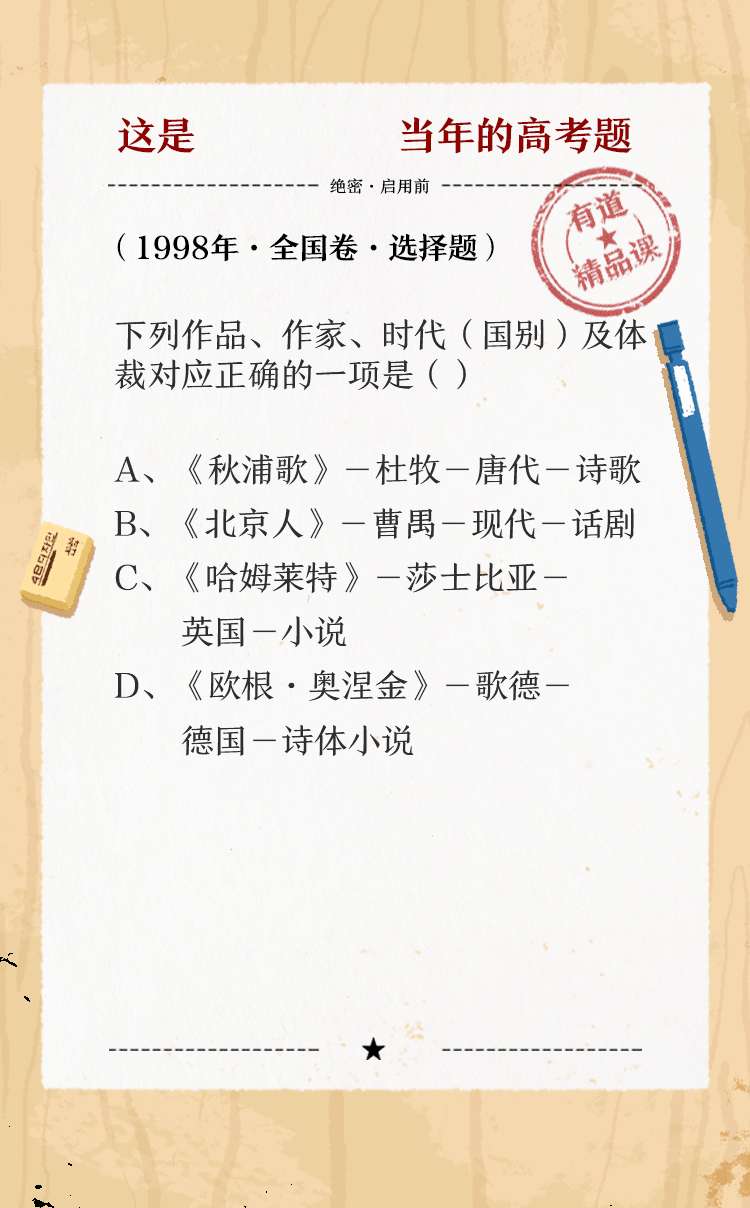 这是 当年的高考题
绝密·启用前
有道
精品课
（1998年·全国卷·选择题）
下列作品、作家、时代（国别）及体
裁对应正确的一项是（ ）
A、《秋浦歌》－杜牧－唐代－诗歌
B、《北京人》－曹禺－现代－话剧
C、《哈姆莱特》－莎士比亚－
英国－小说
D、《欧根·奥涅金》－歌德－
德国－诗体小说